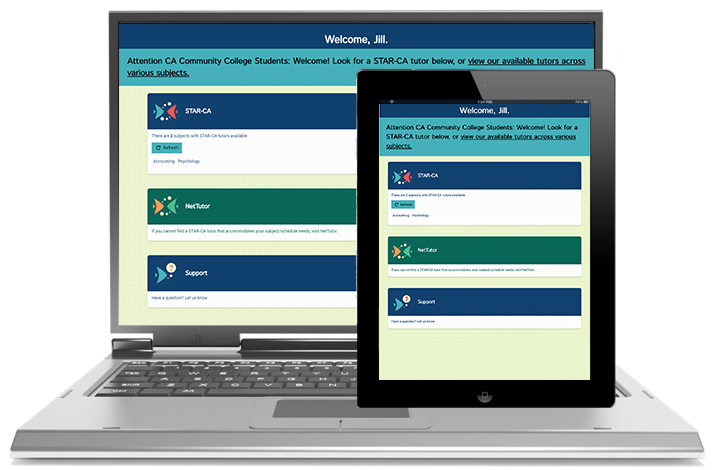 Welcome, Jill.
Attention CA Community College Students: Welcome! Look for a STAR-CA tutor below, or view our available tutors across
various subjects.
STAR-CA
There are 2 subjects with STAR-CA tutors available.
Refresh
Accounting Psychology
NetTutor
If you cannot find a STAR-CA tutor that accommodates your subject/schedule needs, visit NetTutor.
Support
Have a question? Let us know.
Welcome, Jill.
Attention CA Community College Students: Welcome! Look for a
STAR-CA tutor below, or view our available tutors across various
subjects.
STAR-CA
There are 2 subjects with STAR-CA tutors available.
Refresh
Accounting Psychology
NetTutor
If you cannot find a STAR-CA tutor that accommodates your subject/schedule needs, visit NetTutor.
Support
Have a question? Let us know.